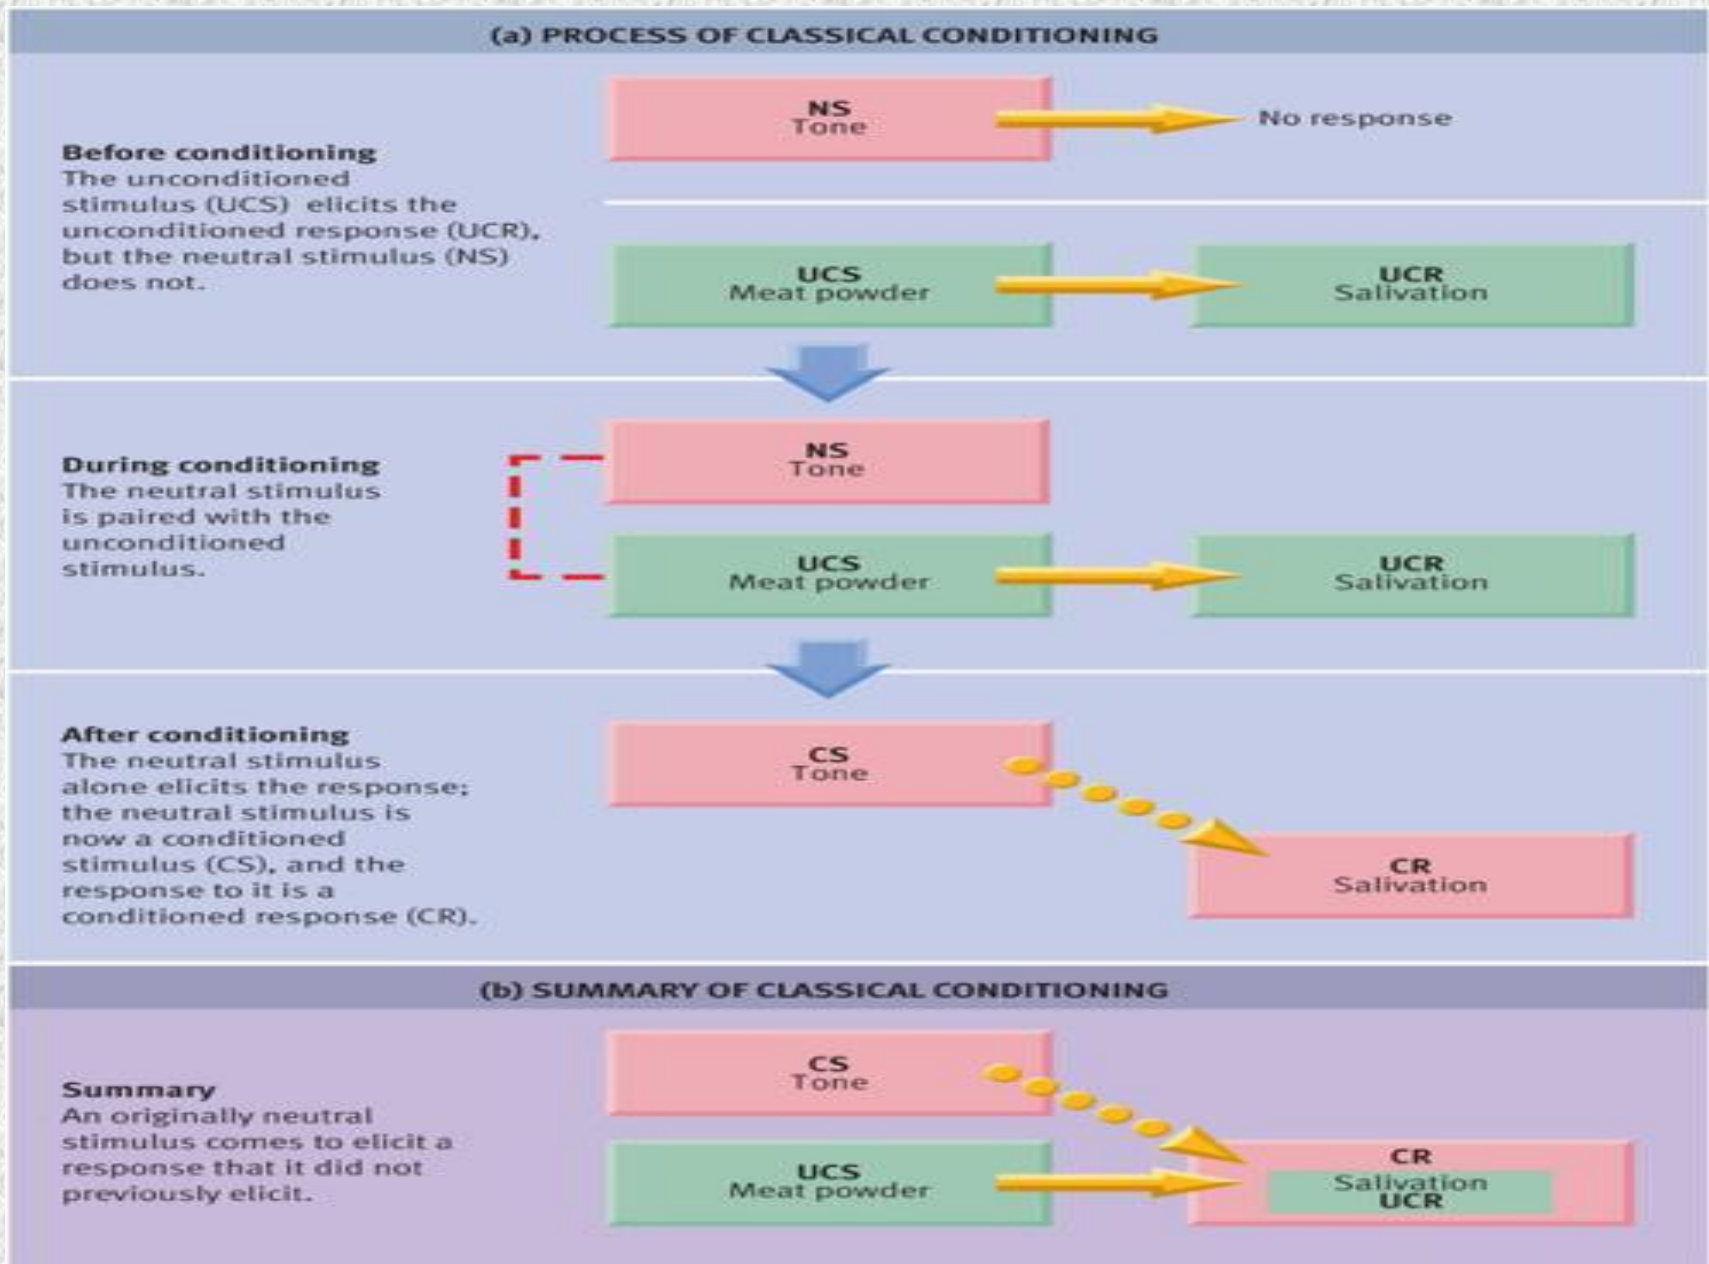 (a) PROCESS OF CLASSICAL CONDITIONING
Before conditioning
The unconditioned
stimulus (UCS) elicits the
unconditioned response (UCR),
but the neutral stimulus (NS)
does not.
NS
Tone
No response
UCS
Meat powder
UCR
Salivation
During conditioning
The neutral stimulus
is paired with the
unconditioned
stimulus.
NS
Tone
UCS
Meat powder
UCR
Salivation
After conditioning
The neutral stimulus
alone elicits the response;
the neutral stimulus is
now a conditioned
stimulus (CS), and the
response to it is a
conditioned response (CR).
CS
Tone
CR
Salivation
(b) SUMMARY OF CLASSICAL CONDITIONING
Summary
An originally neutral
stimulus comes to elicit a
response that it did not
previously elicit.
CS
Tone
UCS
Meat powder
CR
Salivation
UCR